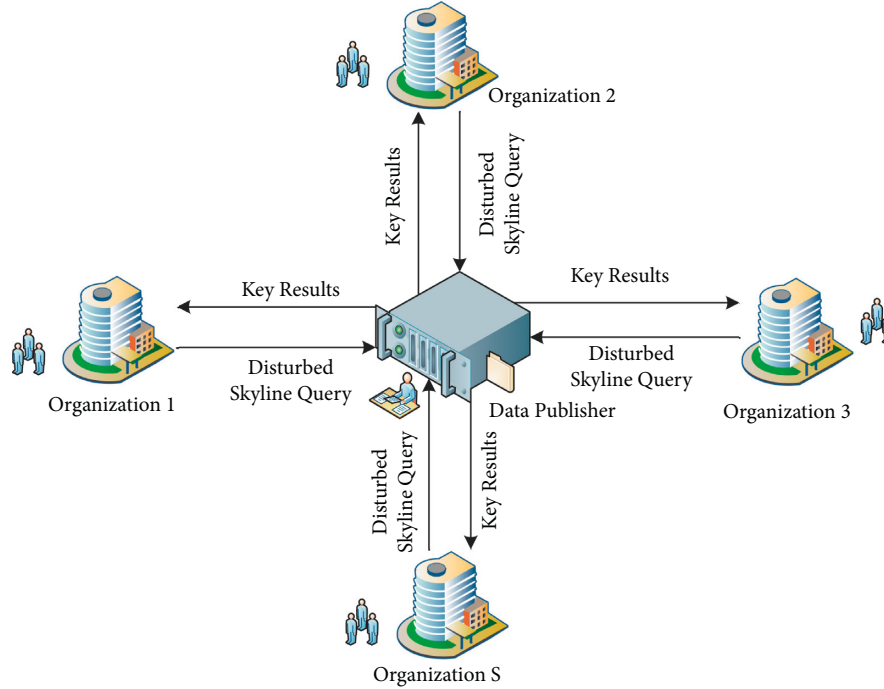 Organization 2
Key Results
Disturbed
Skyline Query
Key Results
Key Results
Disturbed
Skyline Query
Disturbed
Skyline Query
Organization 1
Data Publisher
Organization 3
Disturbed
Skyline Query
Key Results
Organization S